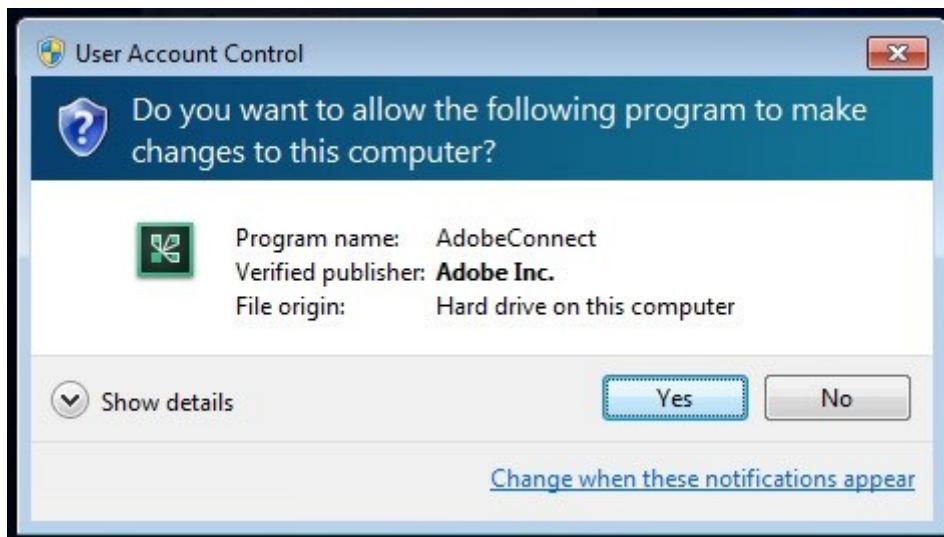 User Account Control
Do you want to allow the following program to make
changes to this computer?
Program name: AdobeConnect
Verified publisher: Adobe Inc.
File origin: Hard drive on this computer
Show details
Yes
No
Change when these notifications appear